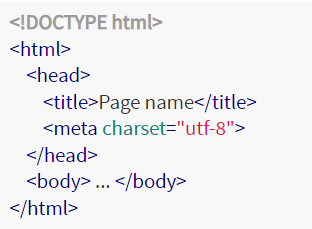 <!DOCTYPE html>
<html>
<head>
<title>Page name</title>
<meta charset="utf-8">
</head>
<body> ... </body>
</html>